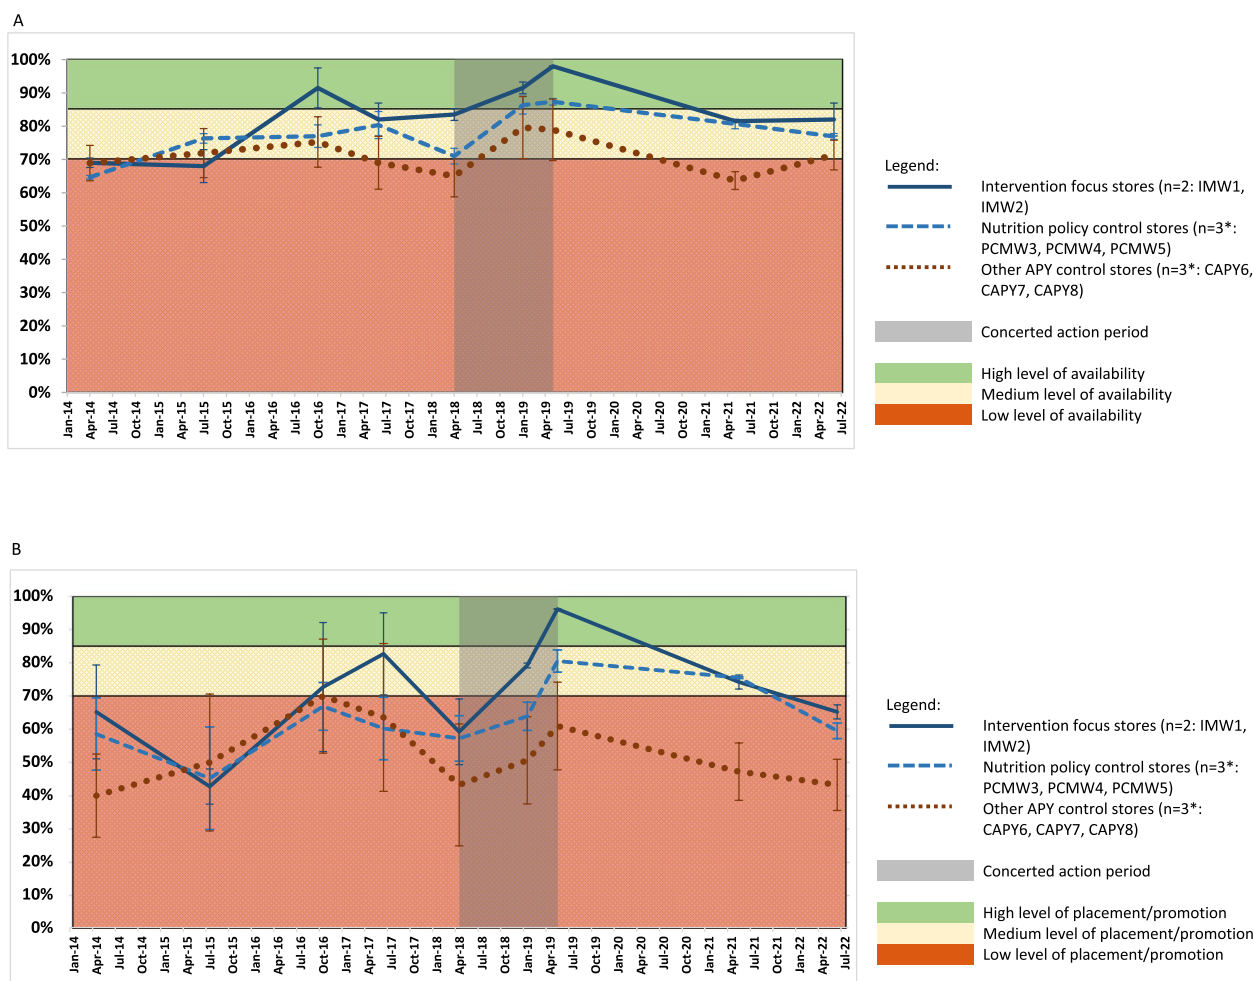 A
100%
90%
80%
70%
60%
50%
40%
30%
20%
10%
0%
Jan-14
Apr-14
Jul-14
Oct-14
Jan-15
Apr-15
Jul-15
Oct-15
Jan-16
Apr-16
Jul-16
Oct-16
Jan-17
Apr-17
Jul-17
Oct-17
Jan-18
Apr-18
Jul-18
Oct-18
Jan-19
Apr-19
Jul-19
Oct-19
Jan-20
Apr-20
Jul-20
Oct-20
Jan-21
Apr-21
Jul-21
Oct-21
Jan-22
Apr-22
Jul-22
Legend:
Intervention focus stores (n=2: IMW1,
IMW2)
Nutrition policy control stores (n=3*:
PCMW3, PCMW4, PCMW5)
Other APY control stores (n=3*: CAPY6,
CAPY7, CAPY8)
Concerted action period
High level of availability
Medium level of availability
Low level of availability
B
100%
90%
80%
70%
60%
50%
40%
30%
20%
10%
0%
Jan-14
Apr-14
Jul-14
Oct-14
Jan-15
Apr-15
Jul-15
Oct-15
Jan-16
Apr-16
Jul-16
Oct-16
Jan-17
Apr-17
Jul-17
Oct-17
Jan-18
Apr-18
Jul-18
Oct-18
Jan-19
Apr-19
Jul-19
Oct-19
Jan-20
Apr-20
Jul-20
Oct-20
Jan-21
Apr-21
Jul-21
Oct-21
Jan-22
Apr-22
Jul-22
Legend:
Intervention focus stores (n=2: IMW1,
IMW2)
Nutrition policy control stores (n=3*:
PCMW3, PCMW4, PCMW5)
Other APY control stores (n=3*:
CAPY6, CAPY7, CAPY8)
Concerted action period
High level of placement/promotion
Medium level of placement/promotion
Low level of placement/promotion